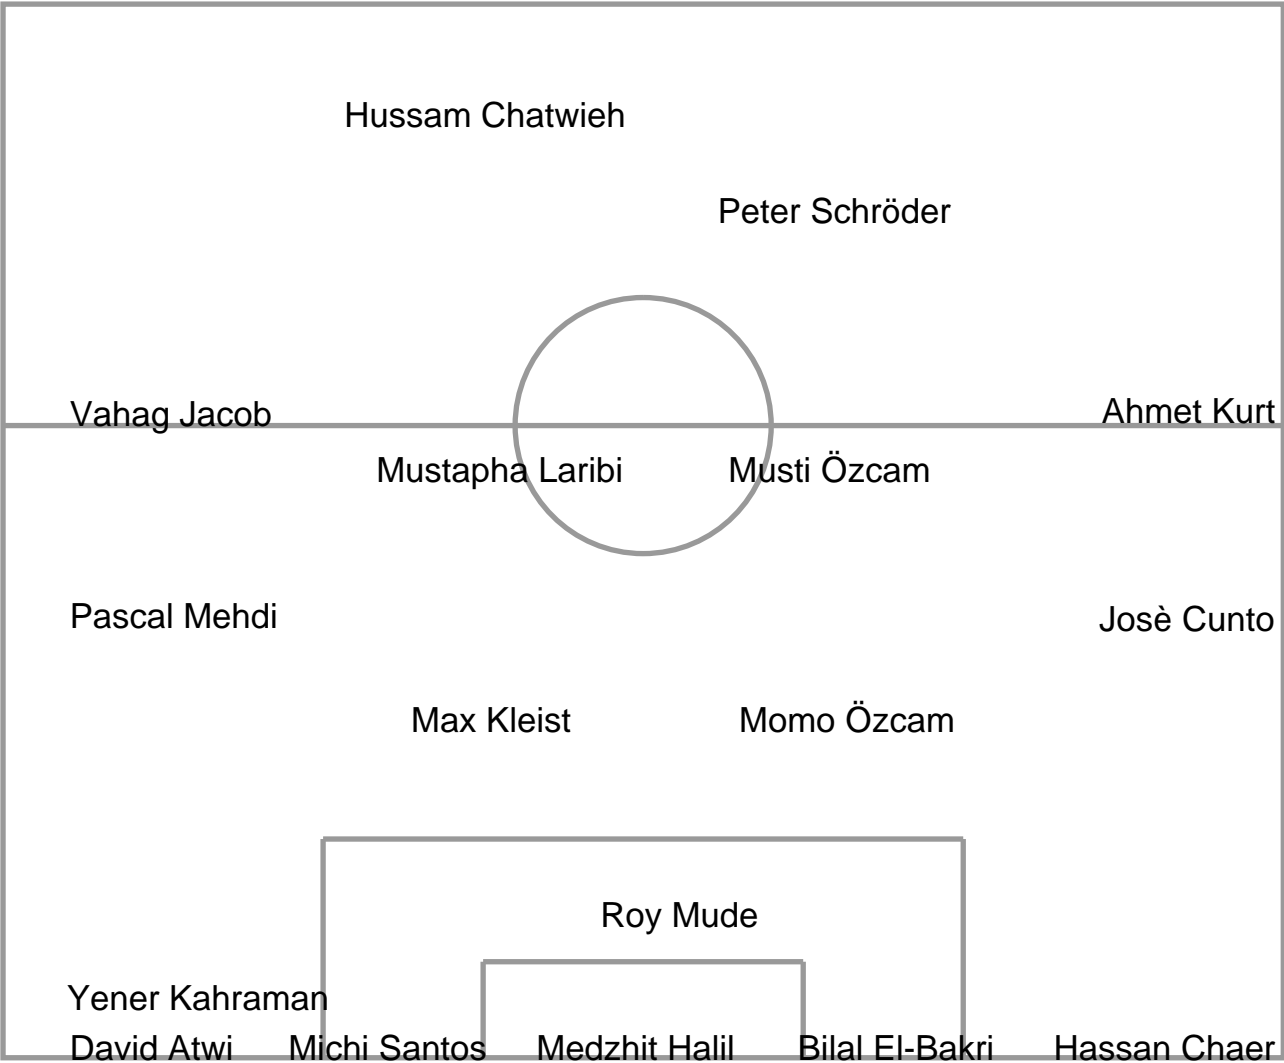 Hussam Chatwieh
Peter Schröder
Vahag Jacob
Ahmet Kurt
Mustapha Laribi
Musti Özcam
Pascal Mehdi
Josè Cunto
Max Kleist
Momo Özcam
Roy Mude
Yener Kahraman
David Atwi
Michi Santos
Medzhit Halil
Bilal El-Bakri
Hassan Chaer